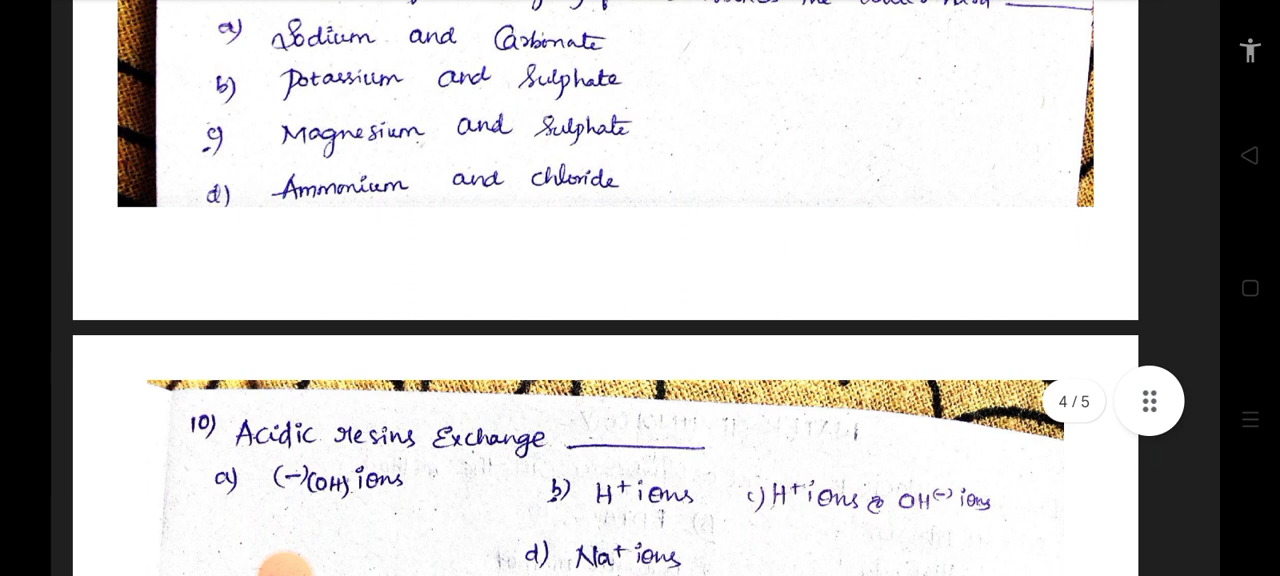 a) Sodium and Carbonate
b) Potassium and Sulphate
c) Magnesium and Sulphate
d) Ammonium and chloride
4 / 5
10) Acidic resins Exchange ______
a) (-)(OH) ions b) H+ ions c) H+ ions & OH(-) ions
d) Na+ ions